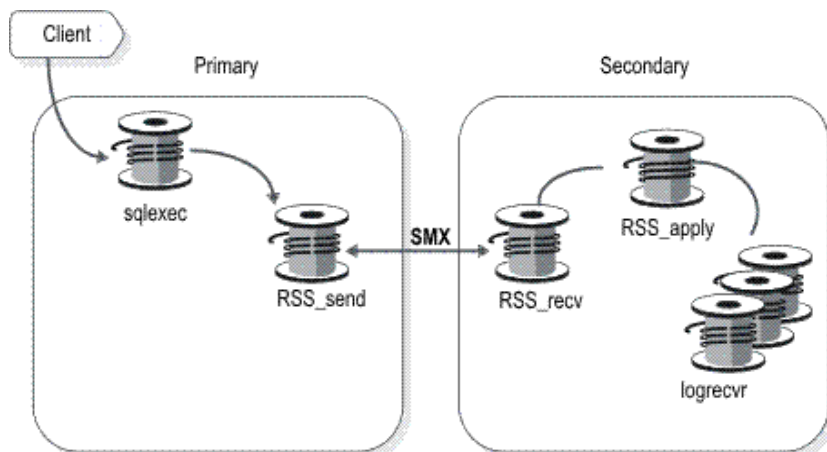 Client
Primary
Secondary
sqlexec
RSS_send
SMX
RSS_recv
RSS_apply
logrecvr